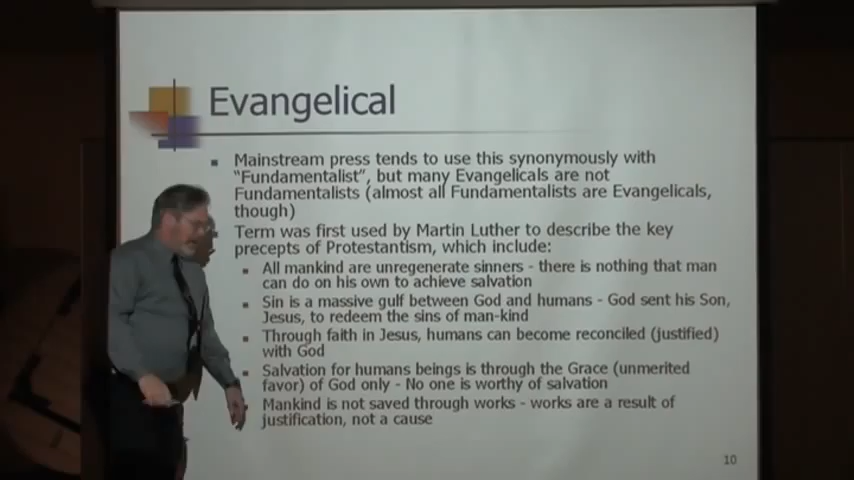 Evangelical
Mainstream press tends to use this synonymously with
“Fundamentalist”, but many Evangelicals are not
Fundamentalists (almost all Fundamentalists are Evangelicals,
though)
Term was first used by Martin Luther to describe the key
precepts of Protestantism, which include:
All mankind are unregenerate sinners - there is nothing that man
can do on his own to achieve salvation
Sin is a massive gulf between God and humans - God sent his Son,
Jesus, to redeem the sins of man-kind
Through faith in Jesus, humans can become reconciled (justified)
with God
Salvation for humans beings is through the Grace (unmerited
favor) of God only - No one is worthy of salvation
Mankind is not saved through works - works are a result of
justification, not a cause
10